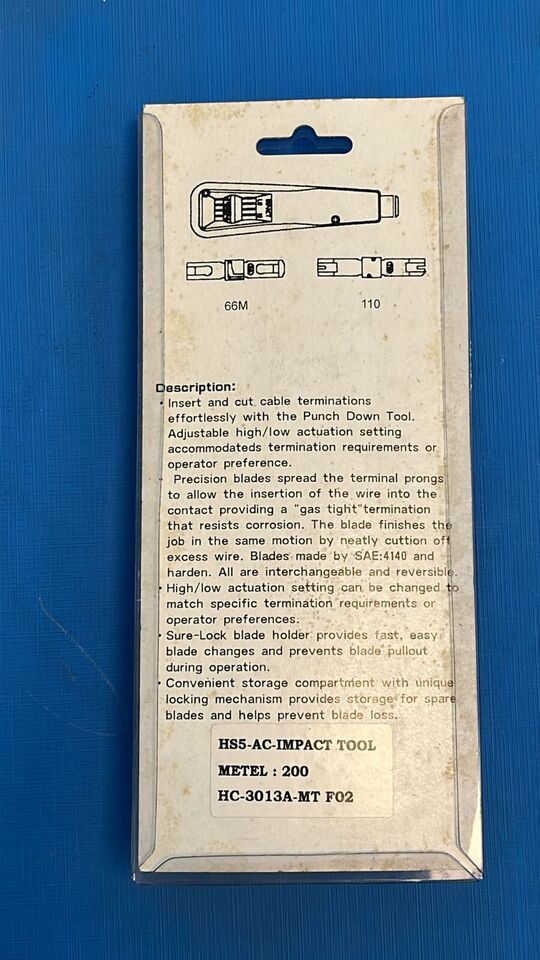 66M 110
Description:
· Insert and cut cable terminations
effortlessly with the Punch Down Tool.
Adjustable high/low actuation setting
accommodateds termination requirements or
operator preference.
· Precision blades spread the terminal prongs
to allow the insertion of the wire into the
contact providing a "gas tight"termination
that resists corrosion. The blade finishes the
job in the same motion by neatly cuttion off
excess wire. Blades made by SAE:4140 and
harden. All are interchangeable and reversible.
· High/low actuation setting can be changed to
match specific termination requirements or
operator preferences.
· Sure-Lock blade holder provides fast, easy
blade changes and prevents blade pullout
during operation.
· Convenient storage compartment with unique
locking mechanism provides storage for spare
blades and helps prevent blade loss.
HS5-AC-IMPACT TOOL
METEL : 200
HC-3013A-MT F02